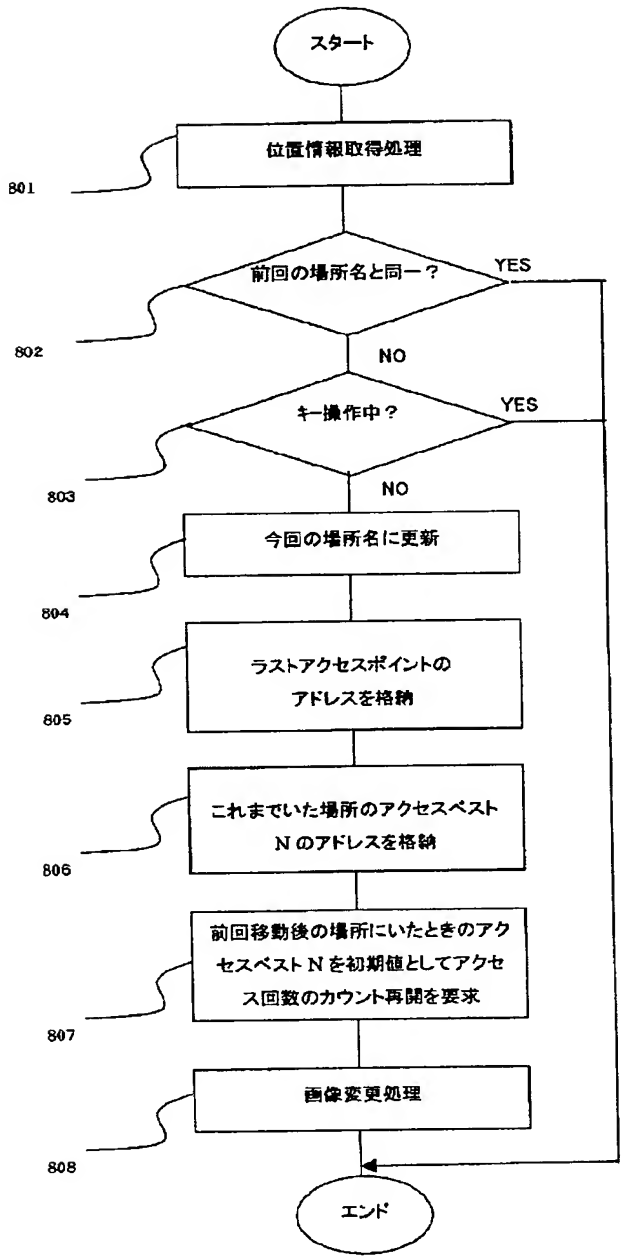 スタート
位置情報取得処理
801
前回の場所名と同一？
YES
802
NO
キー操作中？
YES
803
NO
今回の場所名に更新
804
ラストアクセスポイントの
アドレスを格納
805
これまでいた場所のアクセスベスト
N のアドレスを格納
806
前回移動後の場所にいたときのアク
セスベスト N を初期値としてアクセ
ス回数のカウント再開を要求
807
画像変更処理
808
エンド